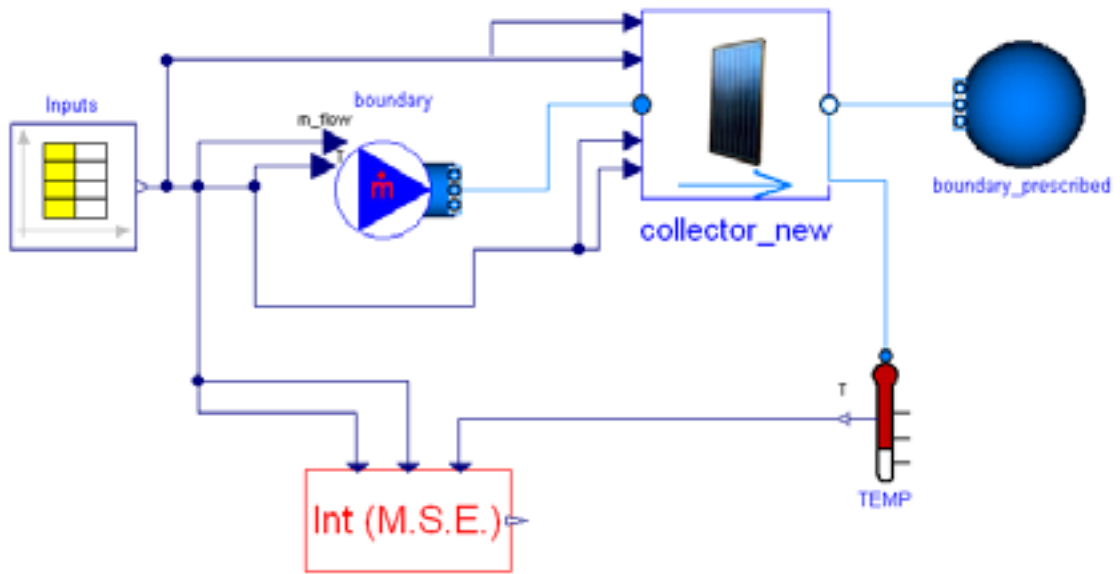 Inputs
boundary
m_flow
T
ṁ
collector_new
boundary_prescribed
T
TEMP
Int (M.S.E.)